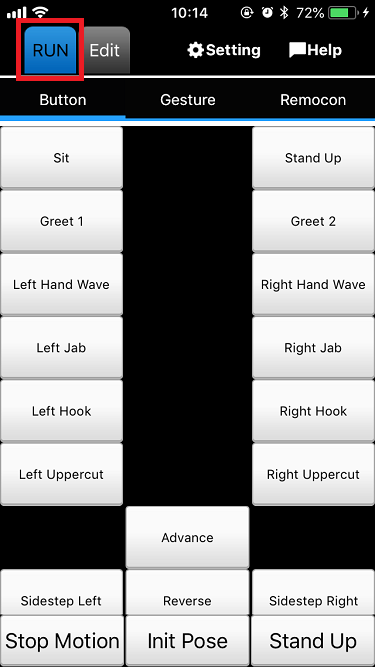 10:14
72%
RUN Edit Setting Help
Button Gesture Remocon
Sit Stand Up
Greet 1 Greet 2
Left Hand Wave Right Hand Wave
Left Jab Right Jab
Left Hook Right Hook
Left Uppercut Right Uppercut
Advance
Sidestep Left Reverse Sidestep Right
Stop Motion Init Pose Stand Up